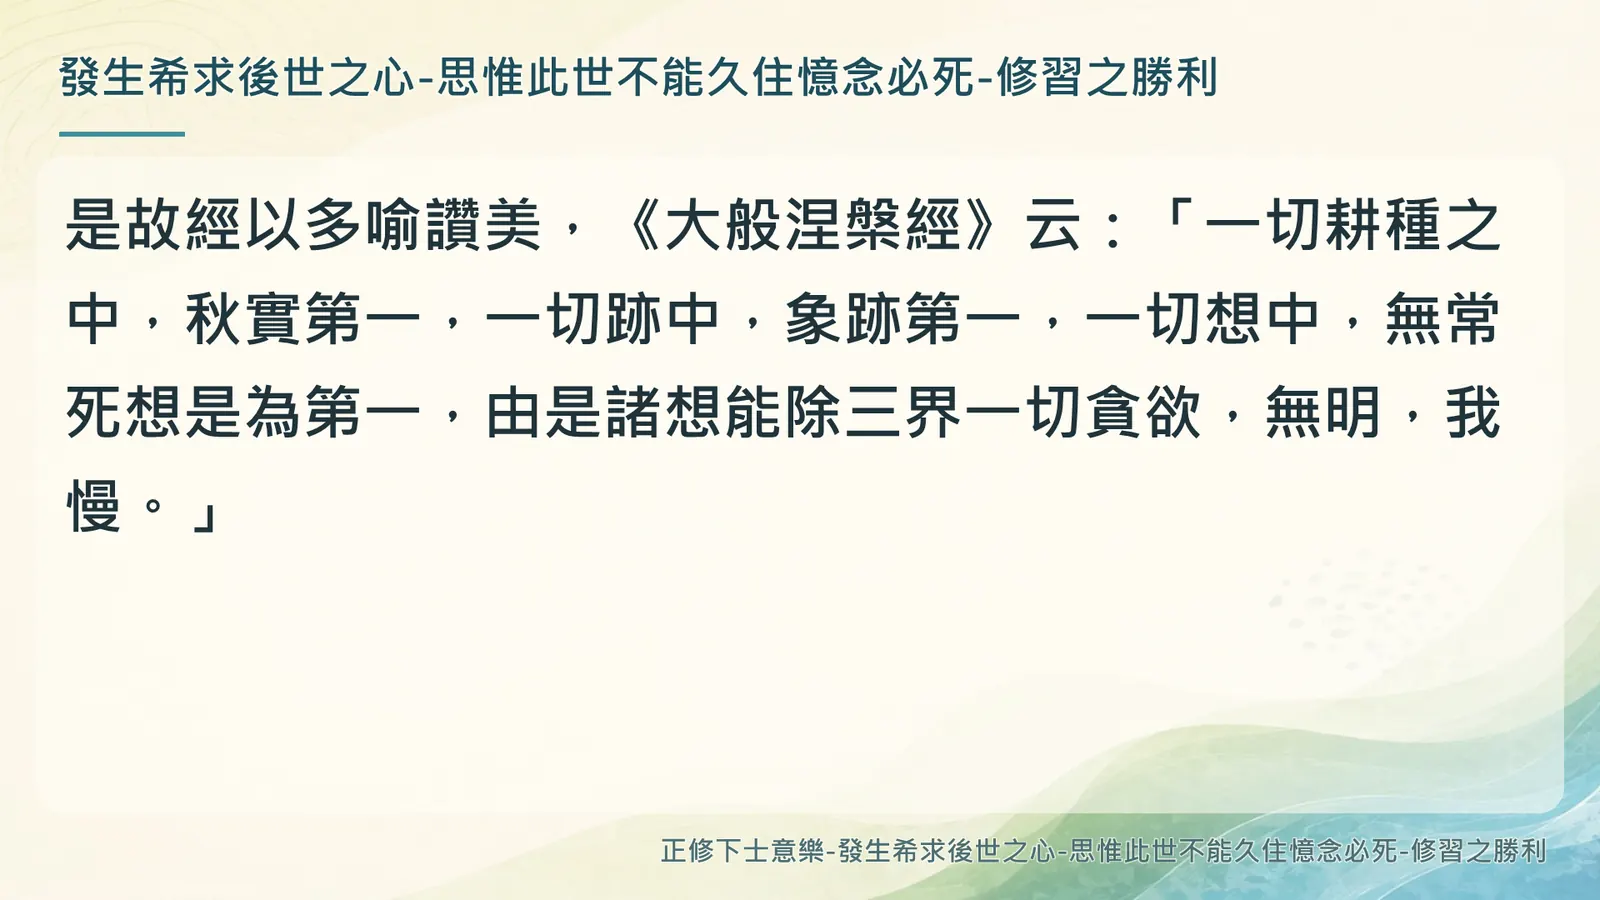 發生希求後世之心-思惟此世不能久住憶念必死-修習之勝利
是故經以多喻讚美，《大般涅槃經》云：「一切耕種之
中，秋實第一，一切跡中，象跡第一，一切想中，無常
死想是為第一，由是諸想能除三界一切貪欲，無明，我
慢。」
正修下士意樂-發生希求後世之心-思惟此世不能久住憶念必死-修習之勝利